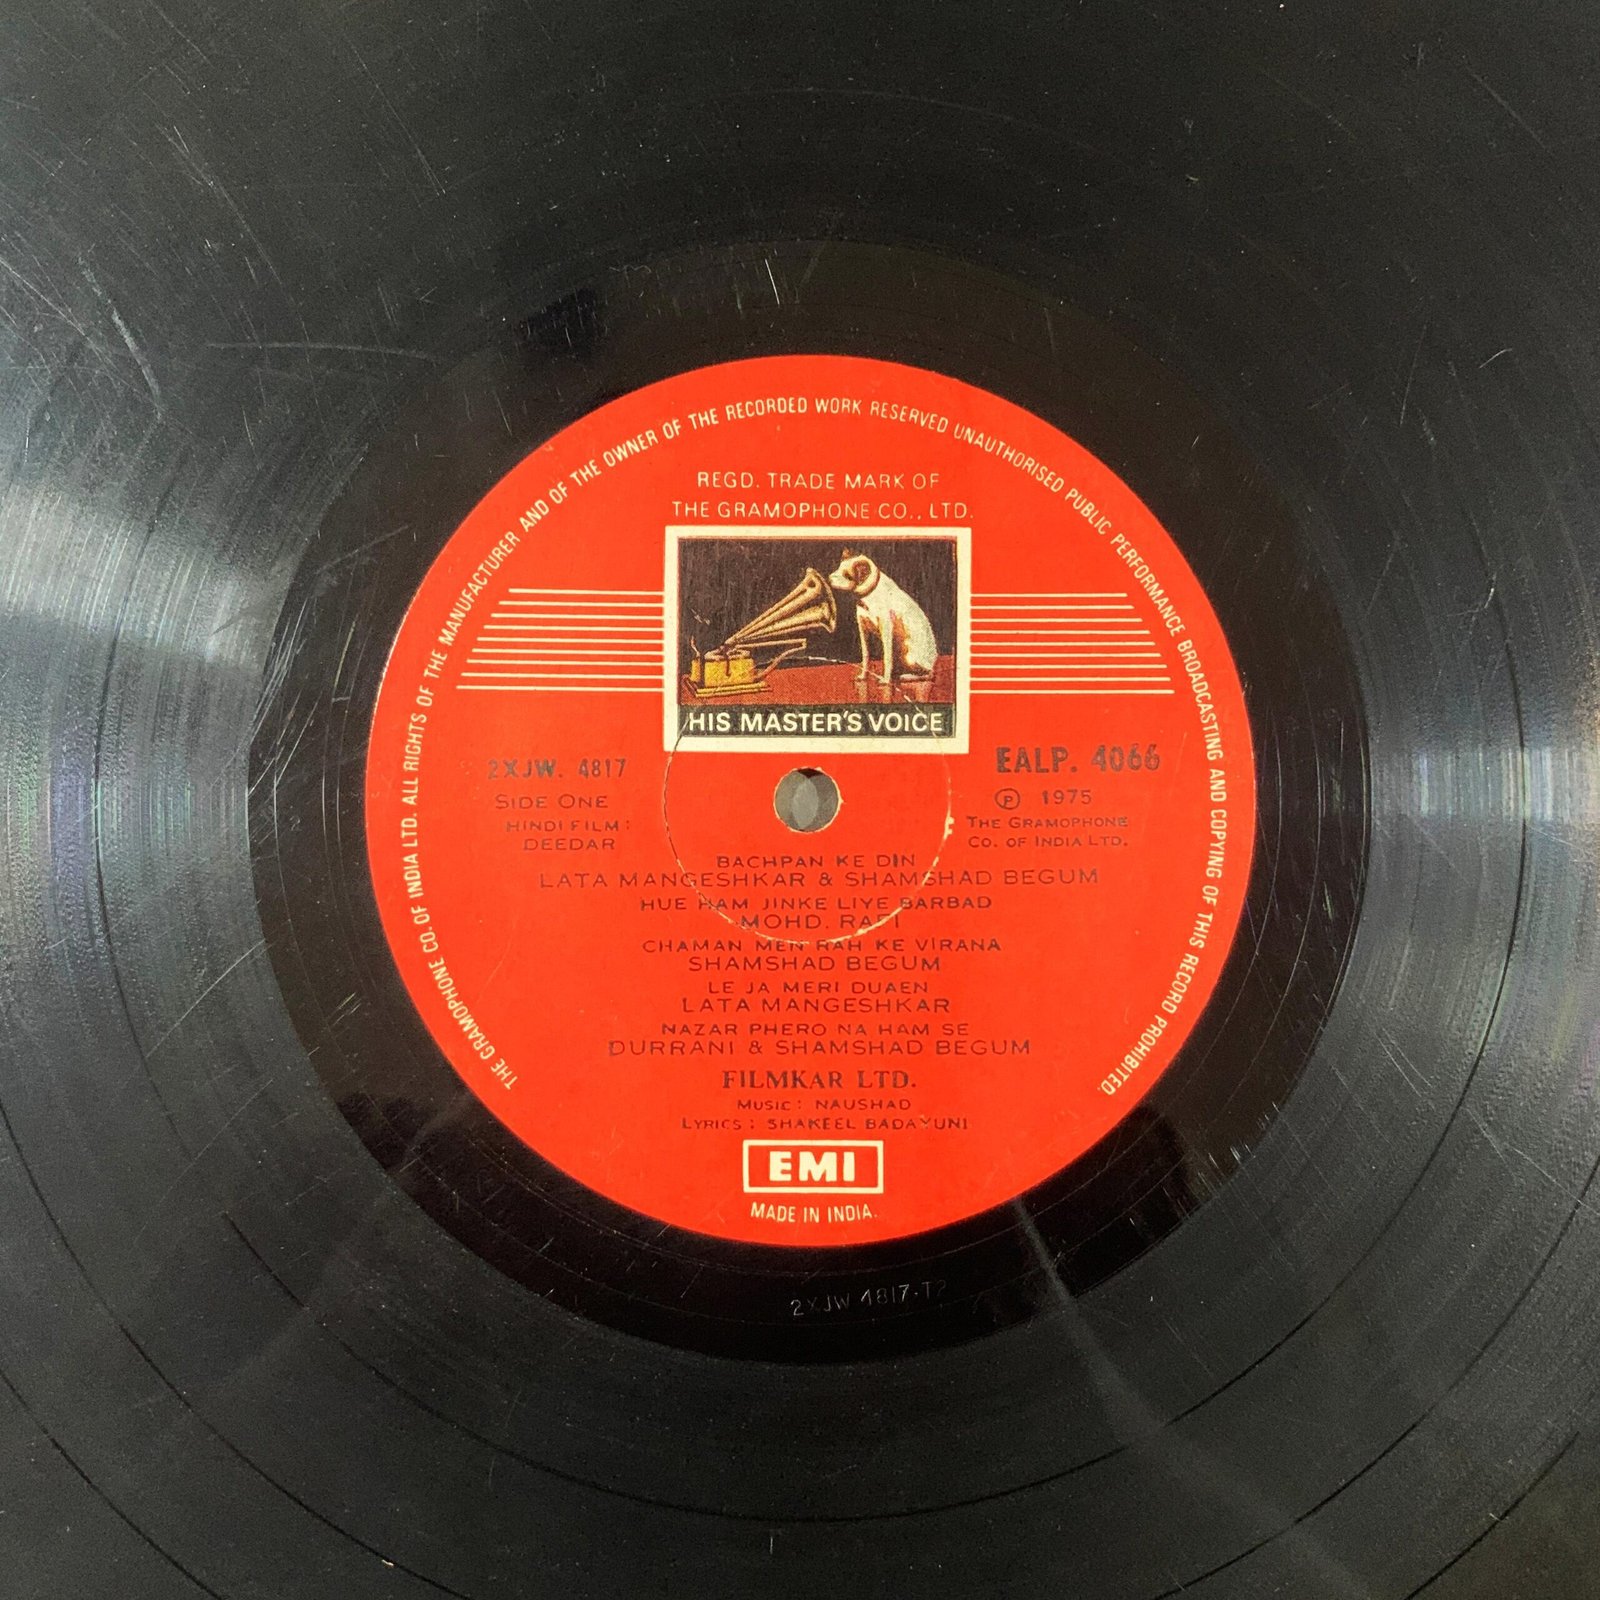 THE GRAMOPHONE CO. OF INDIA LTD. ALL RIGHTS OF THE MANUFACTURER AND OF THE OWNER OF THE RECORDED WORK RESERVED UNAUTHORISED PUBLIC PERFORMANCE BROADCASTING AND COPYING OF THIS RECORD PROHIBITED.
REGD. TRADE MARK OF
THE GRAMOPHONE CO., LTD.
HIS MASTER'S VOICE
2XJW. 4817
SIDE ONE
HINDI FILM:
DEEDAR
EALP. 4066
Ⓟ 1975
THE GRAMOPHONE
CO. OF INDIA LTD.
BACHPAN KE DIN
LATA MANGESHKAR & SHAMSHAD BEGUM
HUE HAM JINKE LIYE BARBAD
MOHD. RAFI
CHAMAN MEN RAH KE VIRANA
SHAMSHAD BEGUM
LE JA MERI DUAEN
LATA MANGESHKAR
NAZAR PHERO NA HAM SE
DURRANI & SHAMSHAD BEGUM
FILMKAR LTD.
MUSIC: NAUSHAD
LYRICS: SHAKEEL BADAYUNI
EMI
MADE IN INDIA.
2XJW 4817-T2